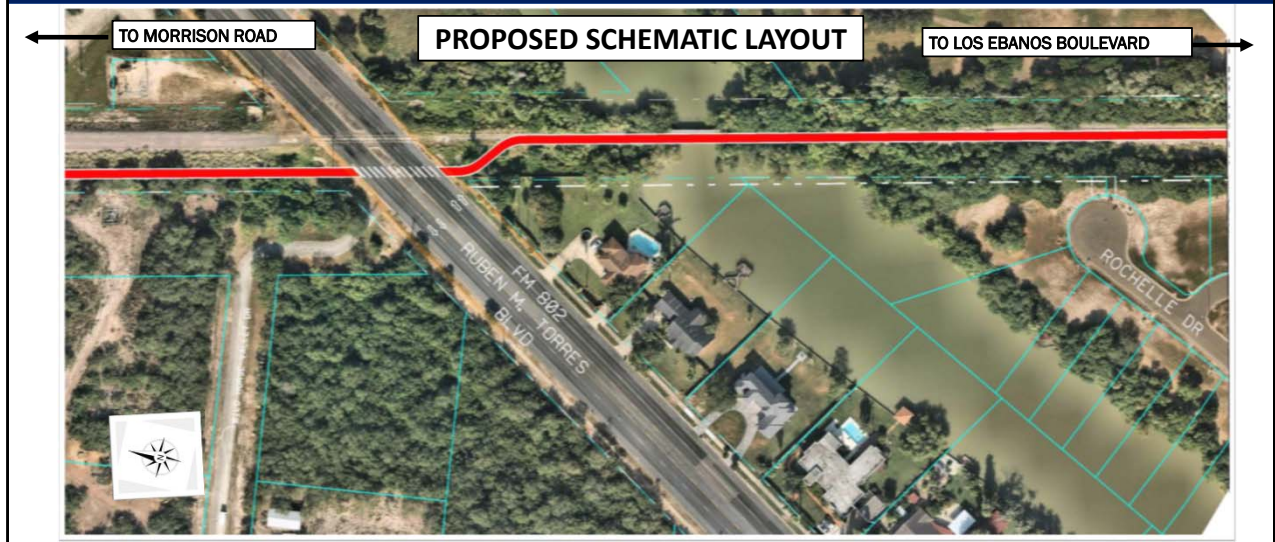 TO MORRISON ROAD
PROPOSED SCHEMATIC LAYOUT
TO LOS EBANOS BOULEVARD
FM 802
RUBEN M. TORRES
BLVD
ROCHELLE DR
N